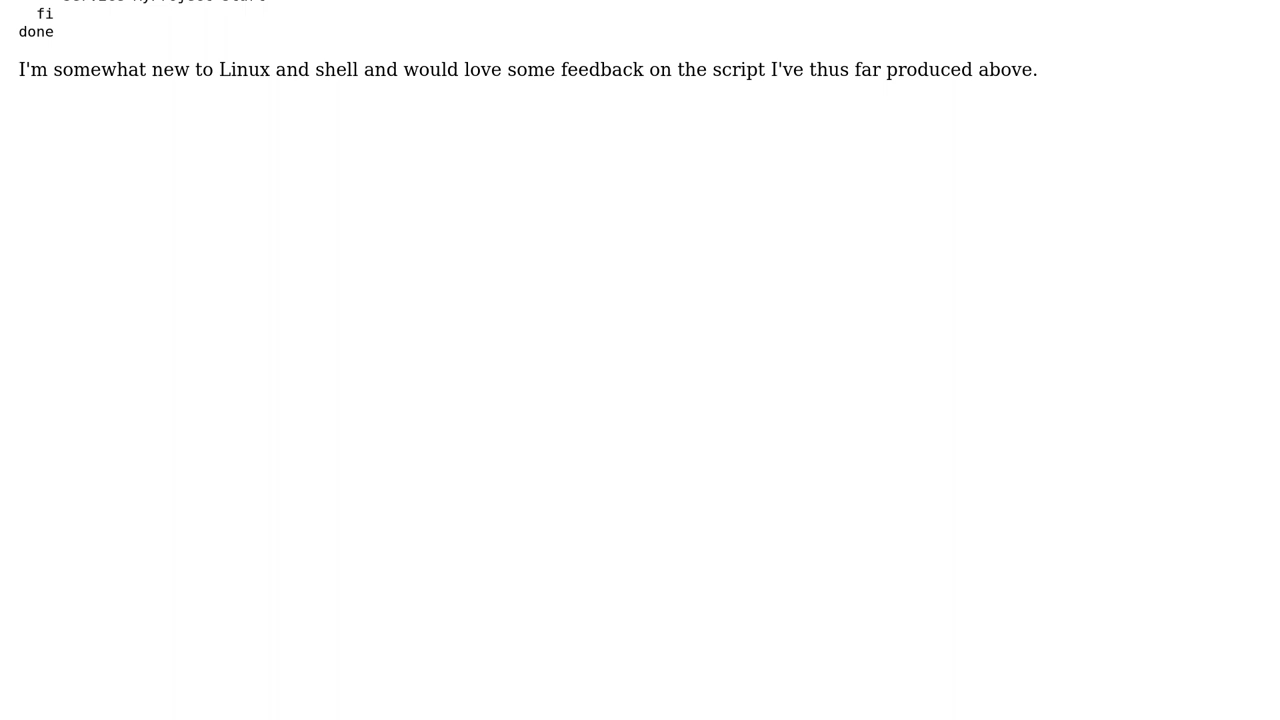 fi
done
I'm somewhat new to Linux and shell and would love some feedback on the script I've thus far produced above.